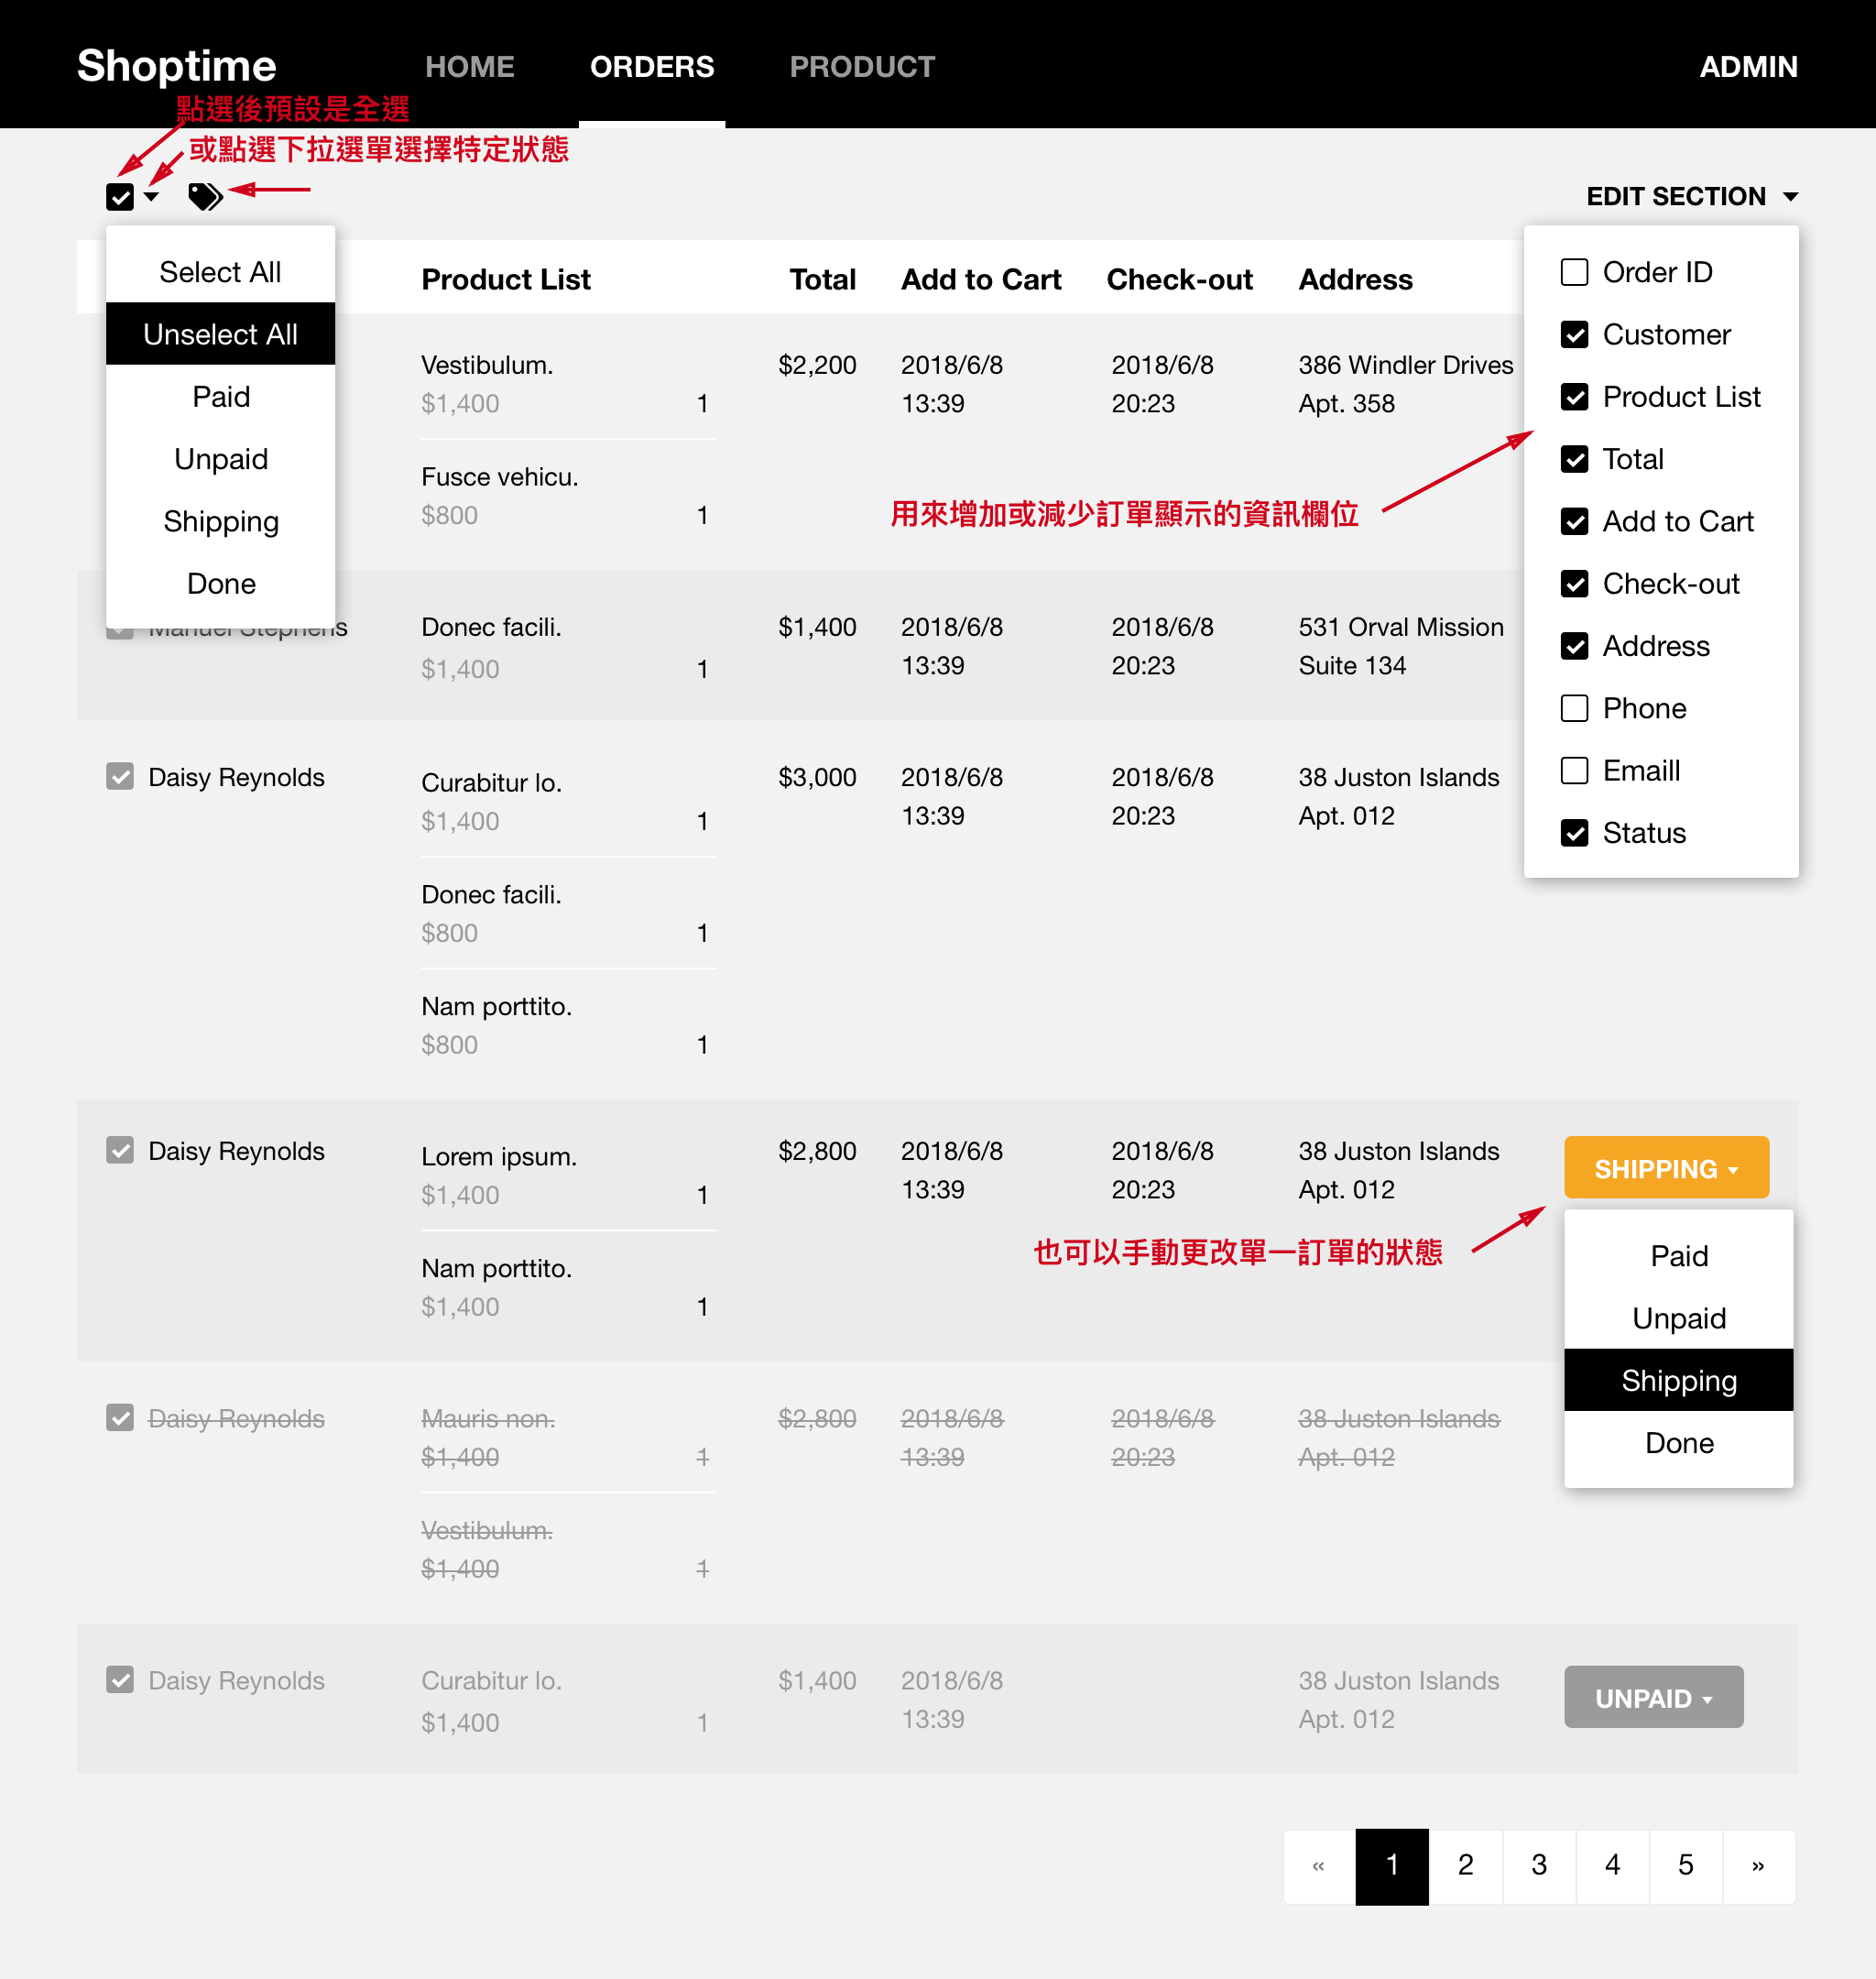 Shoptime
HOME
ORDERS
PRODUCT
ADMIN
點選後預設是全選
或點選下拉選單選擇特定狀態
EDIT SECTION
Select All
Unselect All
Paid
Unpaid
Shipping
Done
Order ID
Customer
Product List
Total
Add to Cart
Check-out
Address
Phone
Emaill
Status
Product List Total Add to Cart Check-out Address
Vestibulum. $2,200 2018/6/8 2018/6/8 386 Windler Drives
$1,400 1 13:39 20:23 Apt. 358
Fusce vehicu.
$800 1
用來增加或減少訂單顯示的資訊欄位
Manuel Stephens Donec facili. $1,400 2018/6/8 2018/6/8 531 Orval Mission
$1,400 1 13:39 20:23 Suite 134
Daisy Reynolds Curabitur lo. $3,000 2018/6/8 2018/6/8 38 Juston Islands
$1,400 1 13:39 20:23 Apt. 012
Donec facili.
$800 1
Nam porttito.
$800 1
Daisy Reynolds Lorem ipsum. $2,800 2018/6/8 2018/6/8 38 Juston Islands SHIPPING
$1,400 1 13:39 20:23 Apt. 012
也可以手動更改單一訂單的狀態
Nam porttito.
$1,400 1
Paid
Unpaid
Shipping
Done
Daisy Reynolds Mauris non. $2,800 2018/6/8 2018/6/8 38 Juston Islands
$1,400 1 13:39 20:23 Apt. 012
Vestibulum.
$1,400 1
Daisy Reynolds Curabitur lo. $1,400 2018/6/8 38 Juston Islands UNPAID
$1,400 1 13:39 Apt. 012
« 1 2 3 4 5 »